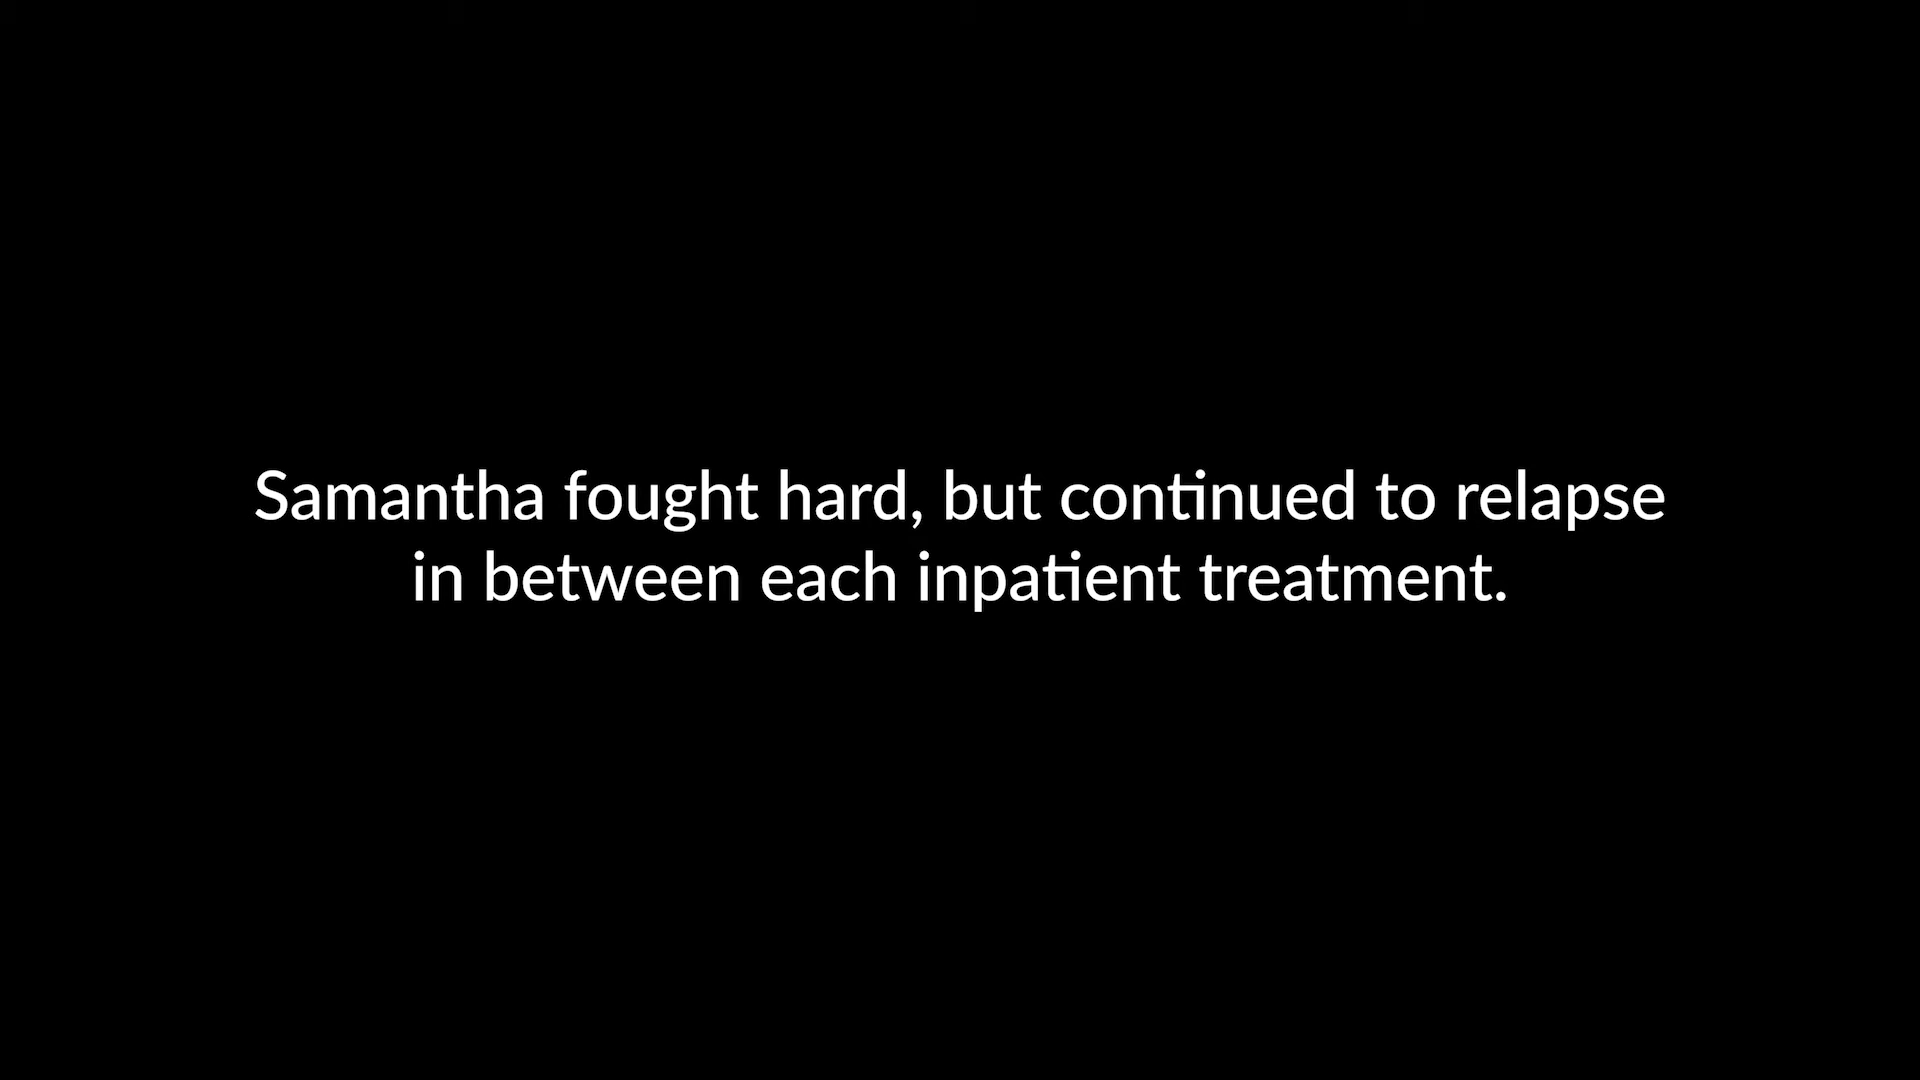 Samantha fought hard, but continued to relapse
in between each inpatient treatment.